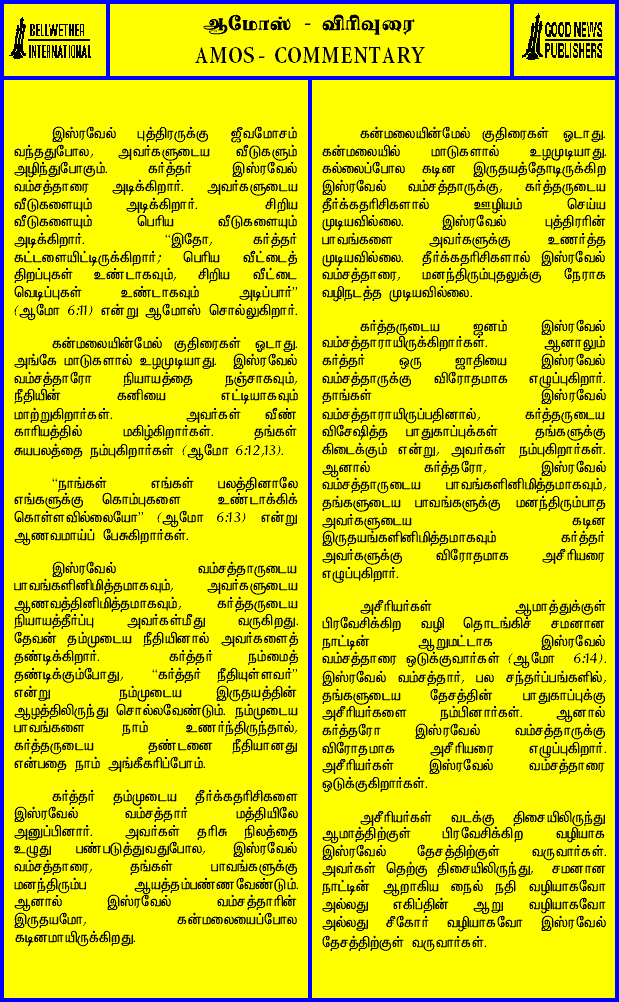 BELLWETHER
INTERNATIONAL
ஆமோஸ் - விரிவுரை
AMOS - COMMENTARY
GOOD NEWS
PUBLISHERS
இஸ்ரவேல் புத்திரருக்கு ஜீவமோசம்
வந்ததுபோல, அவர்களுடைய வீடுகளும்
அழிந்துபோகும். கர்த்தர் இஸ்ரவேல்
வம்சத்தாரை அடிக்கிறார். அவர்களுடைய
வீடுகளையும் அடிக்கிறார். சிறிய
வீடுகளையும் பெரிய வீடுகளையும்
அடிக்கிறார். “இதோ, கர்த்தர்
கட்டளையிட்டிருக்கிறார்; பெரிய வீட்டைத்
திறப்புகள் உண்டாகவும், சிறிய வீட்டை
வெடிப்புகள் உண்டாகவும் அடிப்பார்”
(ஆமோ 6:11) என்று ஆமோஸ் சொல்லுகிறார்.
கன்மலையின்மேல் குதிரைகள் ஓடாது.
அங்கே மாடுகளால் உழமுடியாது. இஸ்ரவேல்
வம்சத்தாரோ நியாயத்தை நஞ்சாகவும்,
நீதியின் கனியை எட்டியாகவும்
மாற்றுகிறார்கள். அவர்கள் வீண்
காரியத்தில் மகிழ்கிறார்கள். தங்கள்
சுயபலத்தை நம்புகிறார்கள் (ஆமோ 6:12,13).
“நாங்கள் எங்கள் பலத்தினாலே
எங்களுக்கு கொம்புகளை உண்டாக்கிக்
கொள்ளவில்லையோ” (ஆமோ 6:13) என்று
ஆணவமாய்ப் பேசுகிறார்கள்.
இஸ்ரவேல் வம்சத்தாருடைய
பாவங்களினிமித்தமாகவும், அவர்களுடைய
ஆணவத்தினிமித்தமாகவும், கர்த்தருடைய
நியாயத்தீர்ப்பு அவர்கள்மீது வருகிறது.
தேவன் தம்முடைய நீதியினால் அவர்களைத்
தண்டிக்கிறார். கர்த்தர் நம்மைத்
தண்டிக்கும்போது, “கர்த்தர் நீதியுள்ளவர்”
என்று நம்முடைய இருதயத்தின்
ஆழத்திலிருந்து சொல்லவேண்டும். நம்முடைய
பாவங்களை நாம் உணர்ந்திருந்தால்,
கர்த்தருடைய தண்டனை நீதியானது
என்பதை நாம் அங்கீகரிப்போம்.
கர்த்தர் தம்முடைய தீர்க்கதரிசிகளை
இஸ்ரவேல் வம்சத்தார் மத்தியிலே
அனுப்பினார். அவர்கள் தரிசு நிலத்தை
உழுது பண்படுத்துவதுபோல, இஸ்ரவேல்
வம்சத்தாரை, தங்கள் பாவங்களுக்கு
மனந்திரும்ப ஆயத்தம்பண்ணவேண்டும்.
ஆனால் இஸ்ரவேல் வம்சத்தாரின்
இருதயமோ, கன்மலையைப்போல
கடினமாயிருக்கிறது.
கன்மலையின்மேல் குதிரைகள் ஓடாது.
கன்மலையில் மாடுகளால் உழமுடியாது.
கல்லைப்போல கடின இருதயத்தோடிருக்கிற
இஸ்ரவேல் வம்சத்தாருக்கு, கர்த்தருடைய
தீர்க்கதரிசிகளால் ஊழியம் செய்ய
முடியவில்லை. இஸ்ரவேல் புத்திரரின்
பாவங்களை அவர்களுக்கு உணர்த்த
முடியவில்லை. தீர்க்கதரிசிகளால் இஸ்ரவேல்
வம்சத்தாரை, மனந்திரும்புதலுக்கு நேராக
வழிநடத்த முடியவில்லை.
கர்த்தருடைய ஜனம் இஸ்ரவேல்
வம்சத்தாராயிருக்கிறார்கள். ஆனாலும்
கர்த்தர் ஒரு ஜாதியை இஸ்ரவேல்
வம்சத்தாருக்கு விரோதமாக எழுப்புகிறார்.
தாங்கள் இஸ்ரவேல்
வம்சத்தாராயிருப்பதினால், கர்த்தருடைய
விசேஷித்த பாதுகாப்புக்கள் தங்களுக்கு
கிடைக்கும் என்று, அவர்கள் நம்புகிறார்கள்.
ஆனால் கர்த்தரோ, இஸ்ரவேல்
வம்சத்தாருடைய பாவங்களினிமித்தமாகவும்,
தங்களுடைய பாவங்களுக்கு மனந்திரும்பாத
அவர்களுடைய கடின
இருதயங்களினிமித்தமாகவும் கர்த்தர்
அவர்களுக்கு விரோதமாக அசீரியரை
எழுப்புகிறார்.
அசீரியர்கள் ஆமாத்துக்குள்
பிரவேசிக்கிற வழி தொடங்கிச் சமனான
நாட்டின் ஆறுமட்டாக இஸ்ரவேல்
வம்சத்தாரை ஒடுக்குவார்கள் (ஆமோ 6:14).
இஸ்ரவேல் வம்சத்தார், பல சந்தர்ப்பங்களில்,
தங்களுடைய தேசத்தின் பாதுகாப்புக்கு
அசீரியர்களை நம்பினார்கள். ஆனால்
கர்த்தரோ இஸ்ரவேல் வம்சத்தாருக்கு
விரோதமாக அசீரியரை எழுப்புகிறார்.
அசீரியர்கள் இஸ்ரவேல் வம்சத்தாரை
ஒடுக்குகிறார்கள்.
அசீரியர்கள் வடக்கு திசையிலிருந்து
ஆமாத்திற்குள் பிரவேசிக்கிற வழியாக
இஸ்ரவேல் தேசத்திற்குள் வருவார்கள்.
அவர்கள் தெற்கு திசையிலிருந்து, சமனான
நாட்டின் ஆறாகிய நைல் நதி வழியாகவோ
அல்லது எகிப்தின் ஆறு வழியாகவோ
அல்லது சீகோர் வழியாகவோ இஸ்ரவேல்
தேசத்திற்குள் வருவார்கள்.